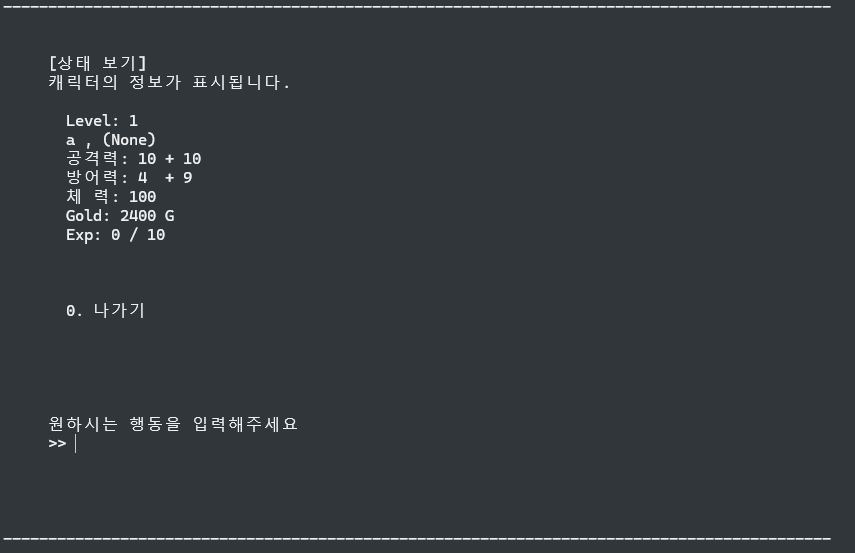 [상태 보기]
캐릭터의 정보가 표시됩니다.
Level: 1
a , (None)
공격력: 10 + 10
방어력: 4  + 9
체 력: 100
Gold: 2400 G
Exp: 0 / 10
0. 나가기
원하시는 행동을 입력해주세요
>>